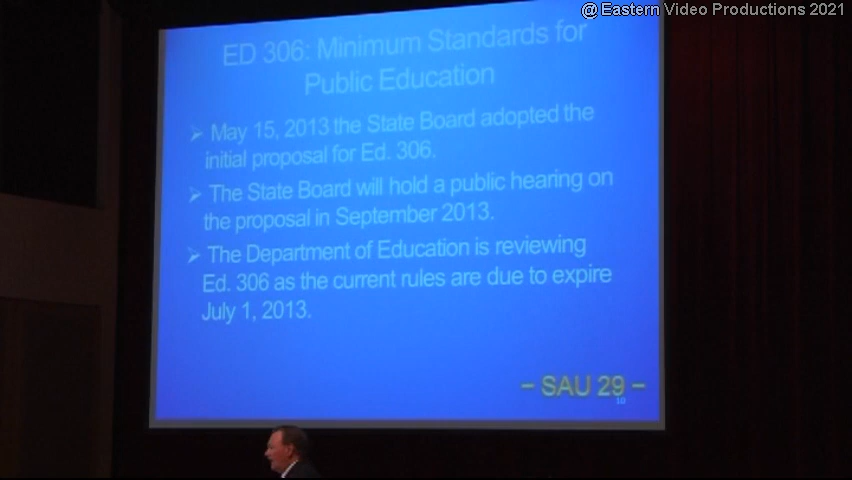 @ Eastern Video Productions 2021
ED 306: Minimum Standards for
Public Education
➢ May 15, 2013 the State Board adopted the
initial proposal for Ed. 306.
➢ The State Board will hold a public hearing on
the proposal in September 2013.
➢ The Department of Education is reviewing
Ed. 306 as the current rules are due to expire
July 1, 2013.
– SAU 29 –
10